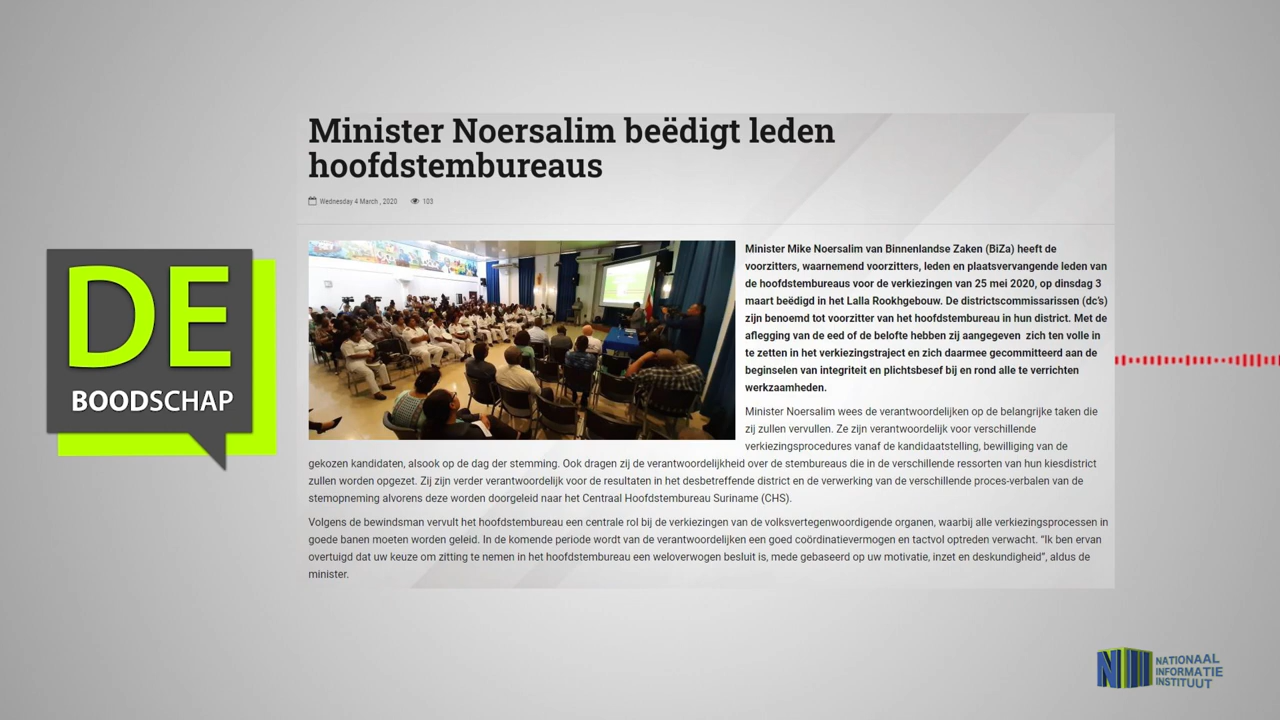 Minister Noersalim beëdigt leden
hoofdstembureaus
Wednesday 4 March , 2020 103
DE
BOODSCHAP
Minister Mike Noersalim van Binnenlandse Zaken (BiZa) heeft de
voorzitters, waarnemend voorzitters, leden en plaatsvervangende leden van
de hoofdstembureaus voor de verkiezingen van 25 mei 2020, op dinsdag 3
maart beëdigd in het Lalla Rookhgebouw. De districtscommissarissen (dc's)
zijn benoemd tot voorzitter van het hoofdstembureau in hun district. Met de
aflegging van de eed of de belofte hebben zij aangegeven zich ten volle in
te zetten in het verkiezingstraject en zich daarmee gecommitteerd aan de
beginselen van integriteit en plichtsbesef bij en rond alle te verrichten
werkzaamheden.
Minister Noersalim wees de verantwoordelijken op de belangrijke taken die
zij zullen vervullen. Ze zijn verantwoordelijk voor verschillende
verkiezingsprocedures vanaf de kandidaatstelling, bewilliging van de
gekozen kandidaten, alsook op de dag der stemming. Ook dragen zij de verantwoordelijkheid over de stembureaus die in de verschillende ressorten van hun kiesdistrict
zullen worden opgezet. Zij zijn verder verantwoordelijk voor de resultaten in het desbetreffende district en de verwerking van de verschillende proces-verbalen van de
stemopneming alvorens deze worden doorgeleid naar het Centraal Hoofdstembureau Suriname (CHS).
Volgens de bewindsman vervult het hoofdstembureau een centrale rol bij de verkiezingen van de volksvertegenwoordigende organen, waarbij alle verkiezingsprocessen in
goede banen moeten worden geleid. In de komende periode wordt van de verantwoordelijken een goed coördinatievermogen en tactvol optreden verwacht. “Ik ben ervan
overtuigd dat uw keuze om zitting te nemen in het hoofdstembureau een weloverwogen besluit is, mede gebaseerd op uw motivatie, inzet en deskundigheid”, aldus de
minister.
NATIONAAL
INFORMATIE
INSTITUUT